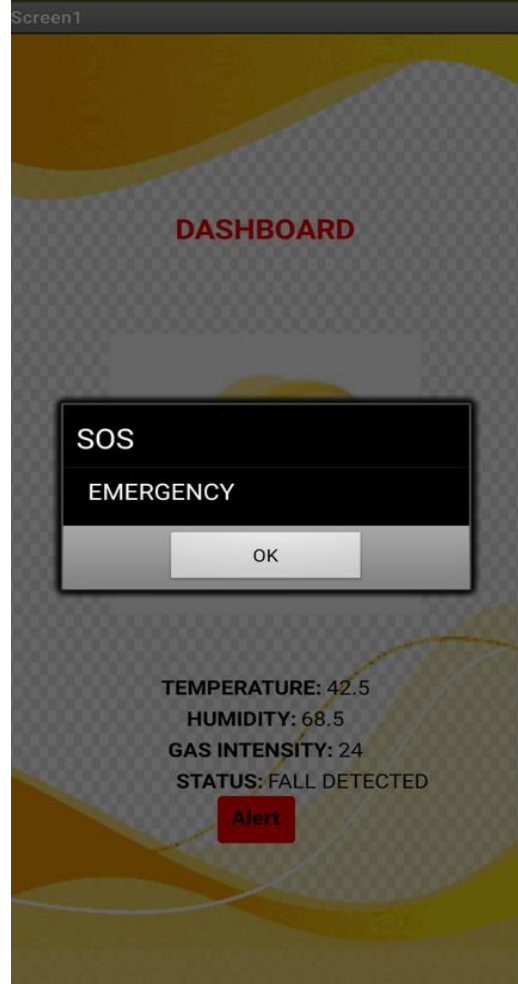 Screen1
DASHBOARD
SOS
EMERGENCY
OK
TEMPERATURE: 42.5
HUMIDITY: 68.5
GAS INTENSITY: 24
STATUS: FALL DETECTED
Alert